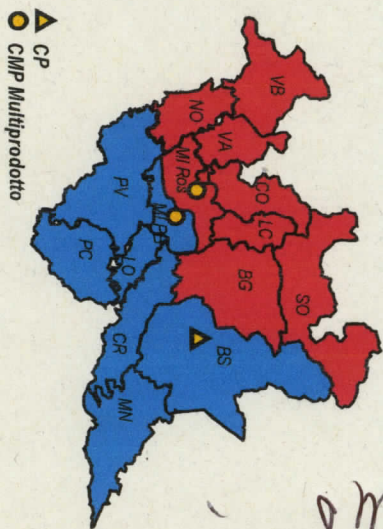 VB
NO
VA
CO
SO
LC
MI Ros
BG
PV
MI B
LO
PC
CR
BS
MN
CP
CMP Multiprodotto